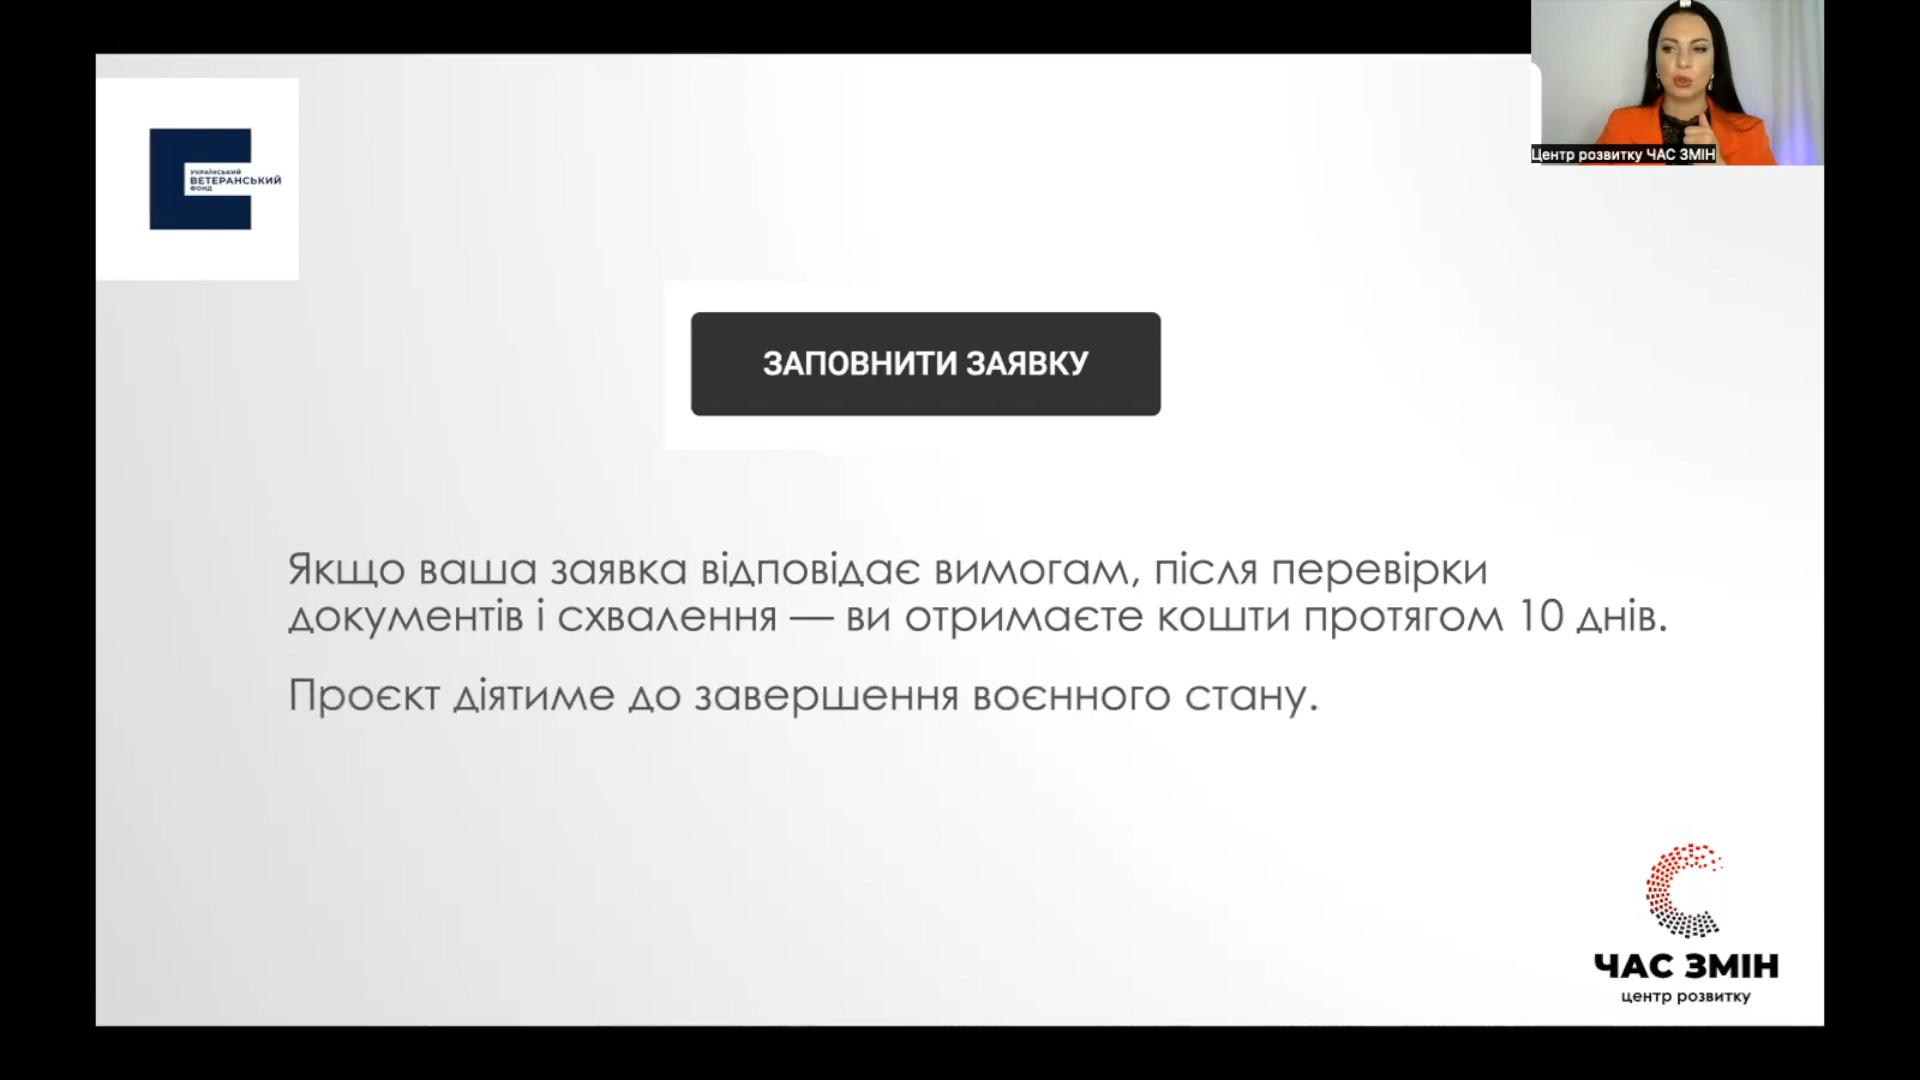 Центр розвитку ЧАС ЗМІН
УКРАЇНСЬКИЙ
ВЕТЕРАНСЬКИЙ
ФОНД
ЗАПОВНИТИ ЗАЯВКУ
Якщо ваша заявка відповідає вимогам, після перевірки
документів і схвалення — ви отримаєте кошти протягом 10 днів.
Проєкт діятиме до завершення воєнного стану.
ЧАС ЗМІН
центр розвитку